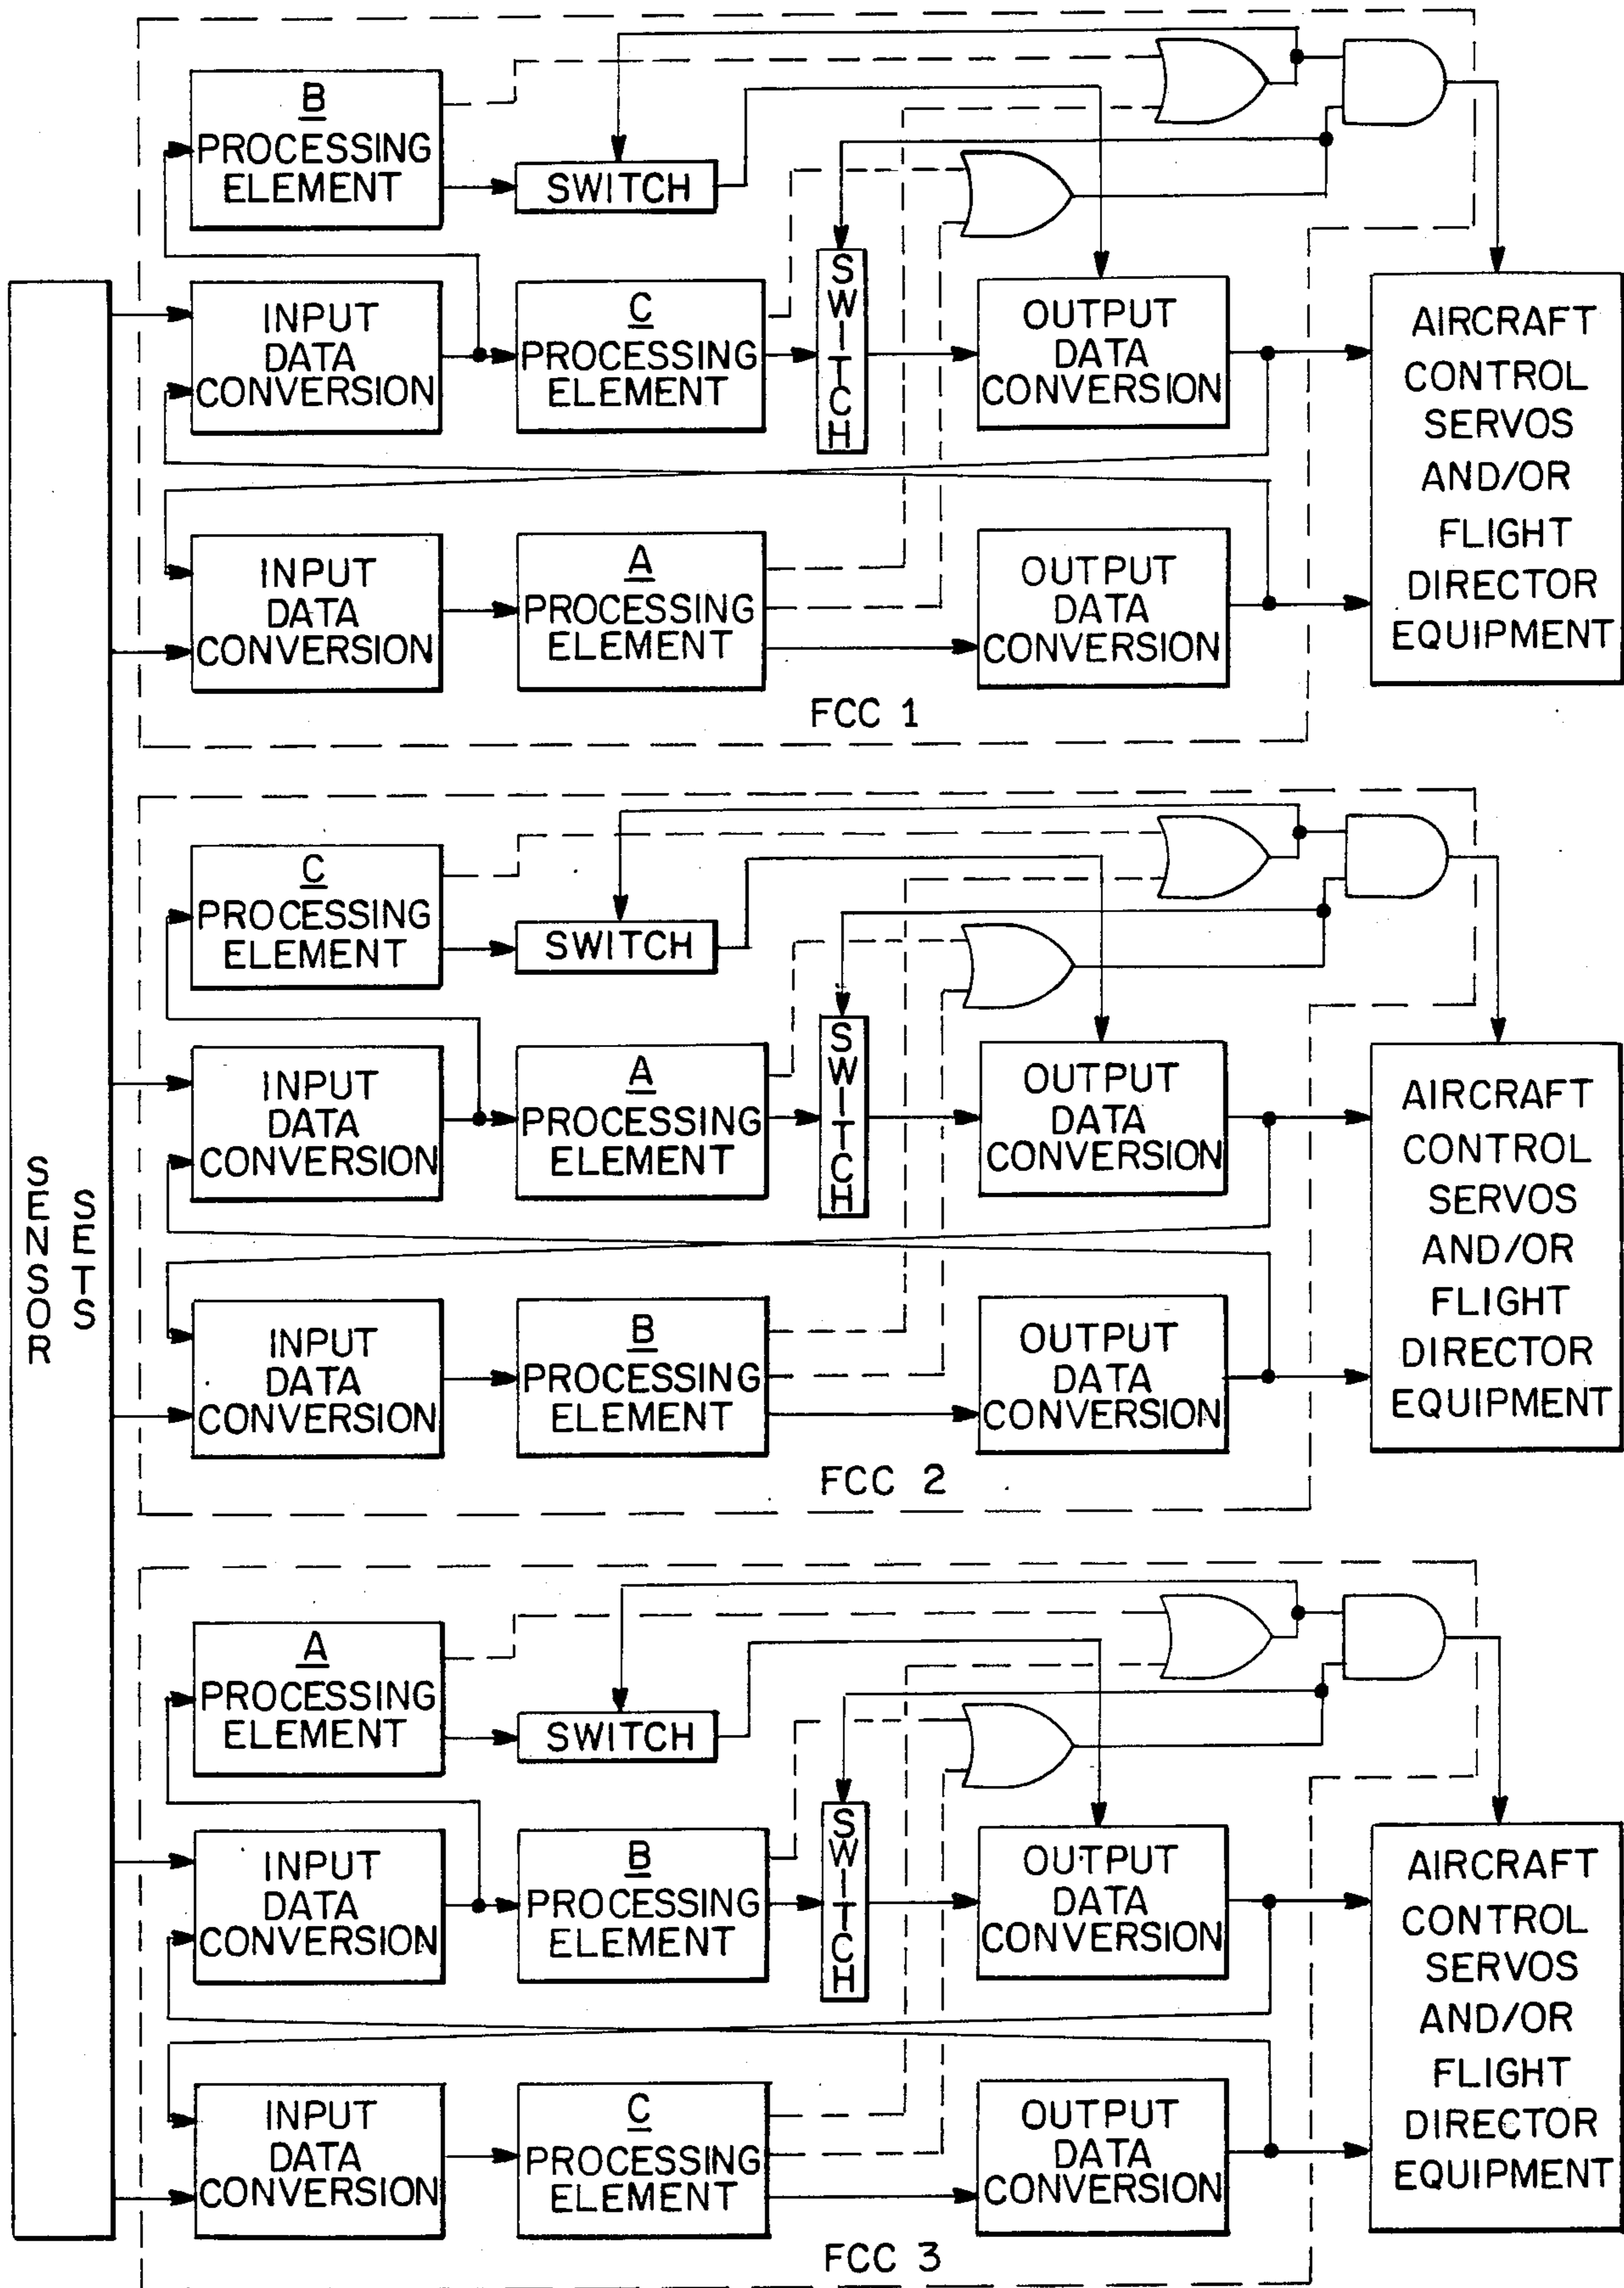 B
PROCESSING
ELEMENT
SWITCH
INPUT
DATA
CONVERSION
C
PROCESSING
ELEMENT
SWITCH
OUTPUT
DATA
CONVERSION
AIRCRAFT
CONTROL
SERVOS
AND/OR
FLIGHT
DIRECTOR
EQUIPMENT
INPUT
DATA
CONVERSION
A
PROCESSING
ELEMENT
OUTPUT
DATA
CONVERSION
FCC 1
SENSOR
SETS
C
PROCESSING
ELEMENT
SWITCH
INPUT
DATA
CONVERSION
A
PROCESSING
ELEMENT
SWITCH
OUTPUT
DATA
CONVERSION
AIRCRAFT
CONTROL
SERVOS
AND/OR
FLIGHT
DIRECTOR
EQUIPMENT
INPUT
DATA
CONVERSION
B
PROCESSING
ELEMENT
OUTPUT
DATA
CONVERSION
FCC 2
A
PROCESSING
ELEMENT
SWITCH
INPUT
DATA
CONVERSION
B
PROCESSING
ELEMENT
SWITCH
OUTPUT
DATA
CONVERSION
AIRCRAFT
CONTROL
SERVOS
AND/OR
FLIGHT
DIRECTOR
EQUIPMENT
INPUT
DATA
CONVERSION
C
PROCESSING
ELEMENT
OUTPUT
DATA
CONVERSION
FCC 3